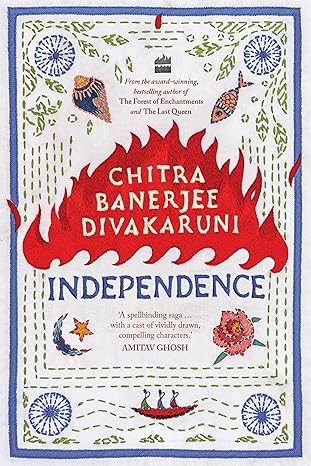 From the award-winning,
bestselling author of
The Forest of Enchantments
and The Last Queen
CHITRA
BANERJEE
DIVAKARUNI
INDEPENDENCE
‘A spellbinding saga ...
with a cast of vividly drawn,
compelling characters.’
AMITAV GHOSH